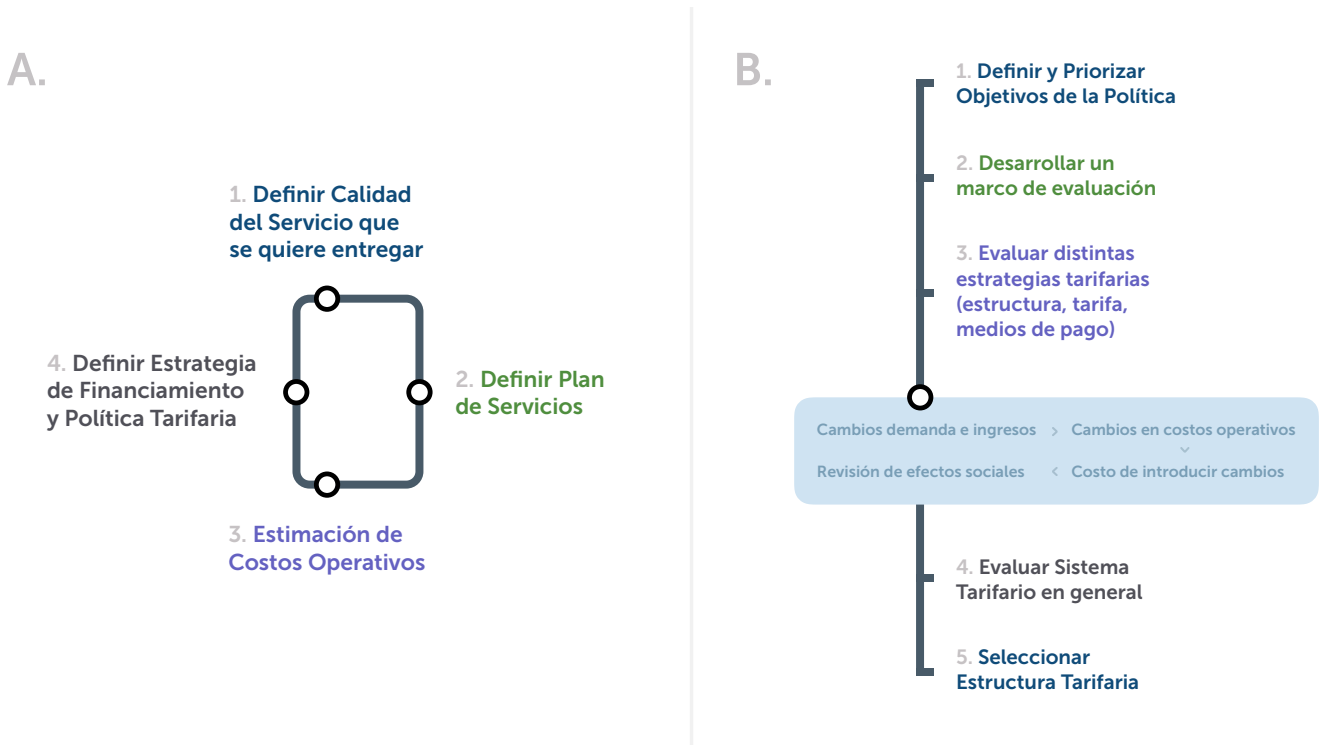 A.
1. Definir Calidad
del Servicio que
se quiere entregar
2. Definir Plan
de Servicios
3. Estimación de
Costos Operativos
4. Definir Estrategia
de Financiamiento
y Política Tarifaria
B.
1. Definir y Priorizar
Objetivos de la Política
2. Desarrollar un
marco de evaluación
3. Evaluar distintas
estrategias tarifarias
(estructura, tarifa,
medios de pago)
Cambios demanda e ingresos > Cambios en costos operativos
Revisión de efectos sociales < Costo de introducir cambios
4. Evaluar Sistema
Tarifario en general
5. Seleccionar
Estructura Tarifaria